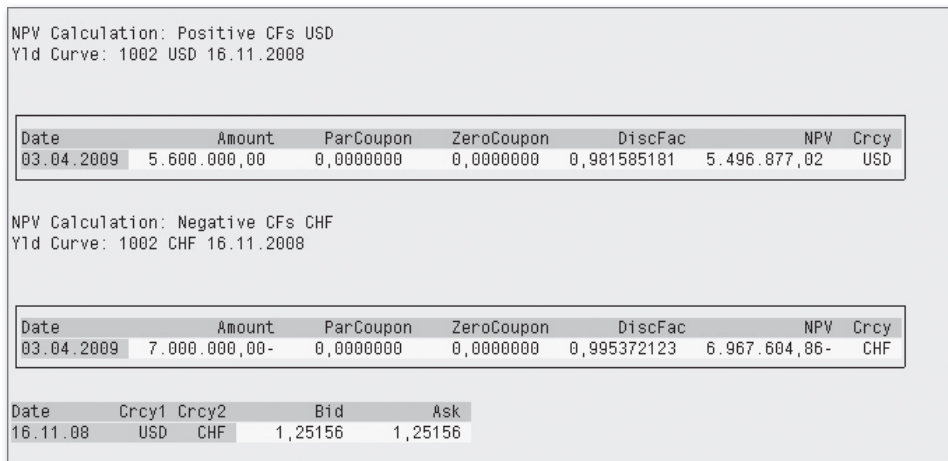 NPV Calculation: Positive CFs USD
Yld Curve: 1002 USD 16.11.2008
Date Amount ParCoupon ZeroCoupon DiscFac NPV Crcy
03.04.2009 5.600.000,00 0,0000000 0,0000000 0,981585181 5.496.877,02 USD
NPV Calculation: Negative CFs CHF
Yld Curve: 1002 CHF 16.11.2008
Date Amount ParCoupon ZeroCoupon DiscFac NPV Crcy
03.04.2009 7.000.000,00- 0,0000000 0,0000000 0,995372123 6.967.604,86- CHF
Date Crcy1 Crcy2 Bid Ask
16.11.08 USD CHF 1,25156 1,25156